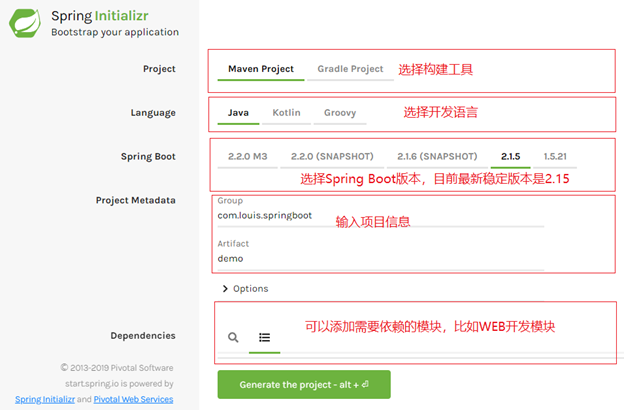 Spring Initializr
Bootstrap your application
Project
Maven Project Gradle Project 选择构建工具
Language
Java Kotlin Groovy 选择开发语言
Spring Boot
2.2.0 M3 2.2.0 (SNAPSHOT) 2.1.6 (SNAPSHOT) 2.1.5 1.5.21
选择Spring Boot版本，目前最新稳定版本是2.15
Project Metadata
Group
com.louis.springboot
输入项目信息
Artifact
demo
Options
可以添加需要依赖的模块，比如WEB开发模块
Dependencies
© 2013-2019 Pivotal Software
start.spring.io is powered by
Spring Initializr and Pivotal Web Services
Generate the project - alt + ⏎